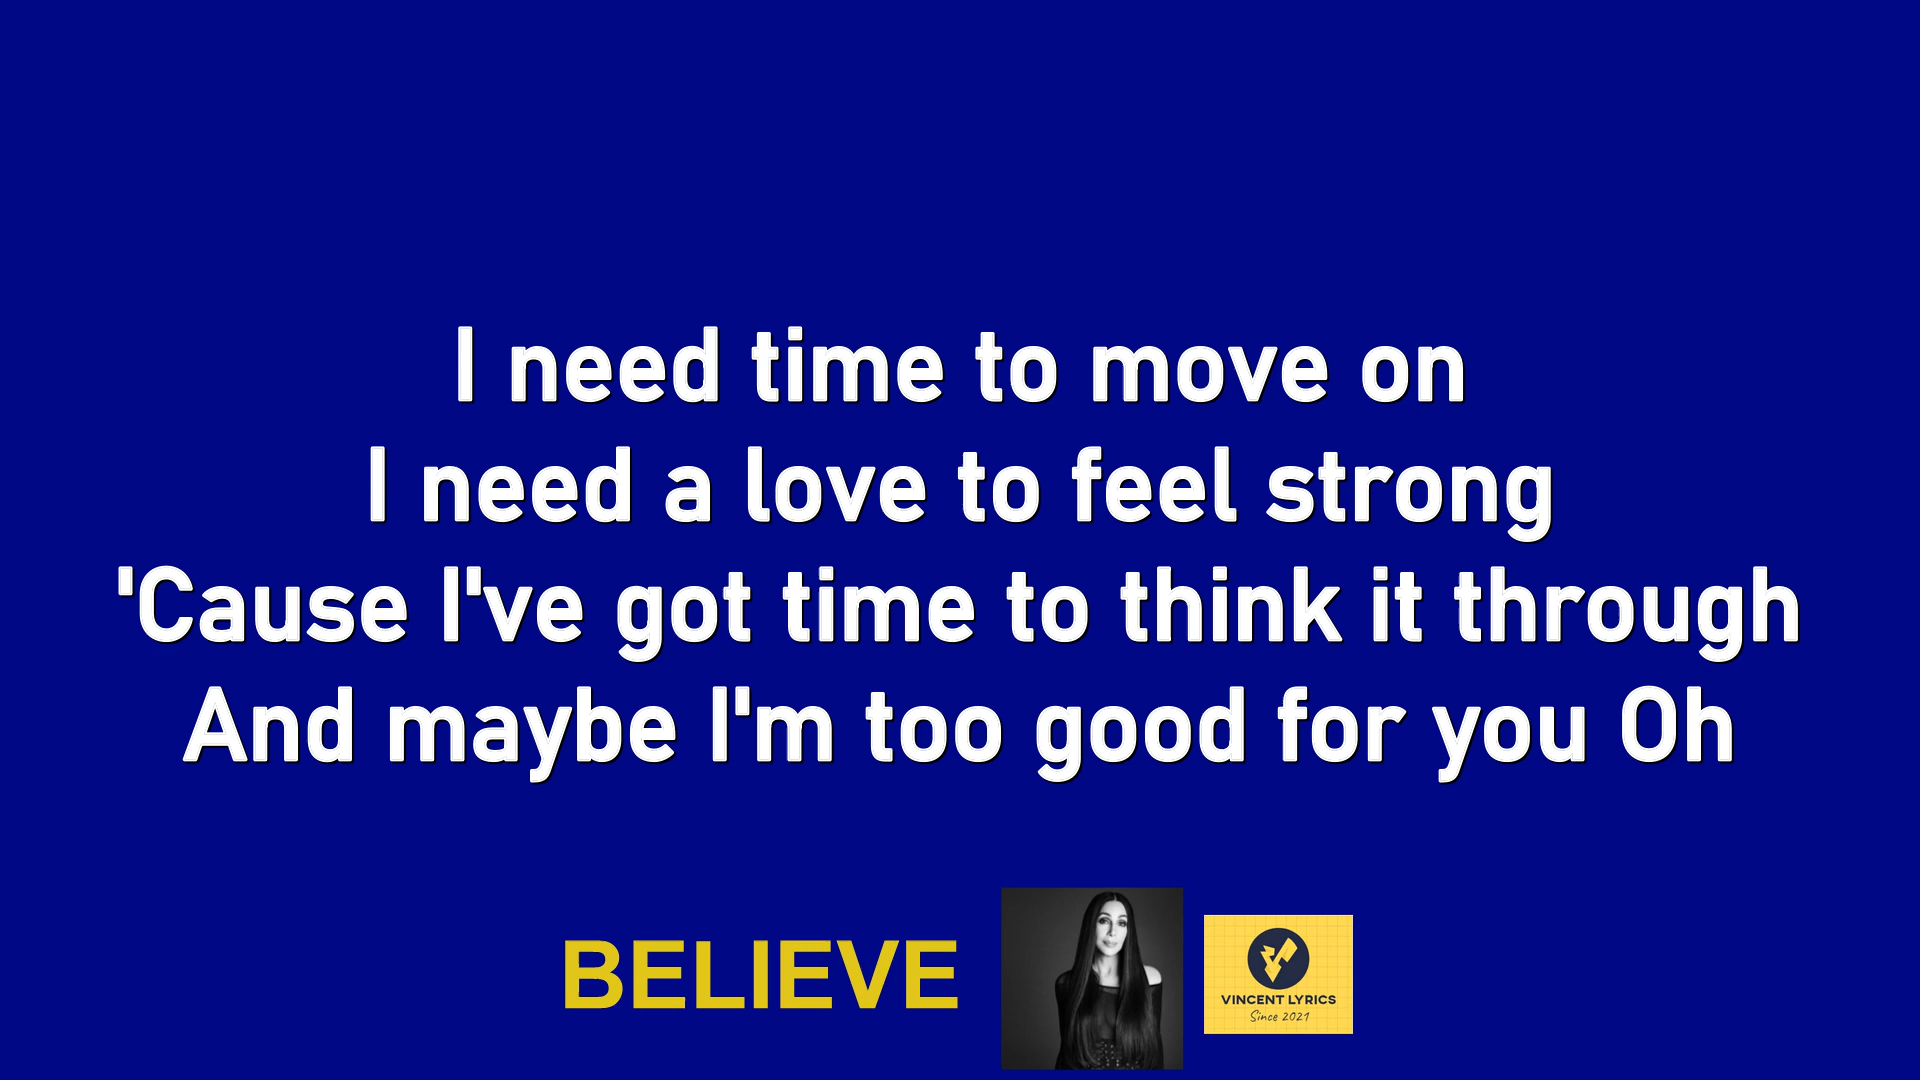 I need time to move on
I need a love to feel strong
'Cause I've got time to think it through
And maybe I'm too good for you Oh
BELIEVE
VINCENT LYRICS
Since 2021